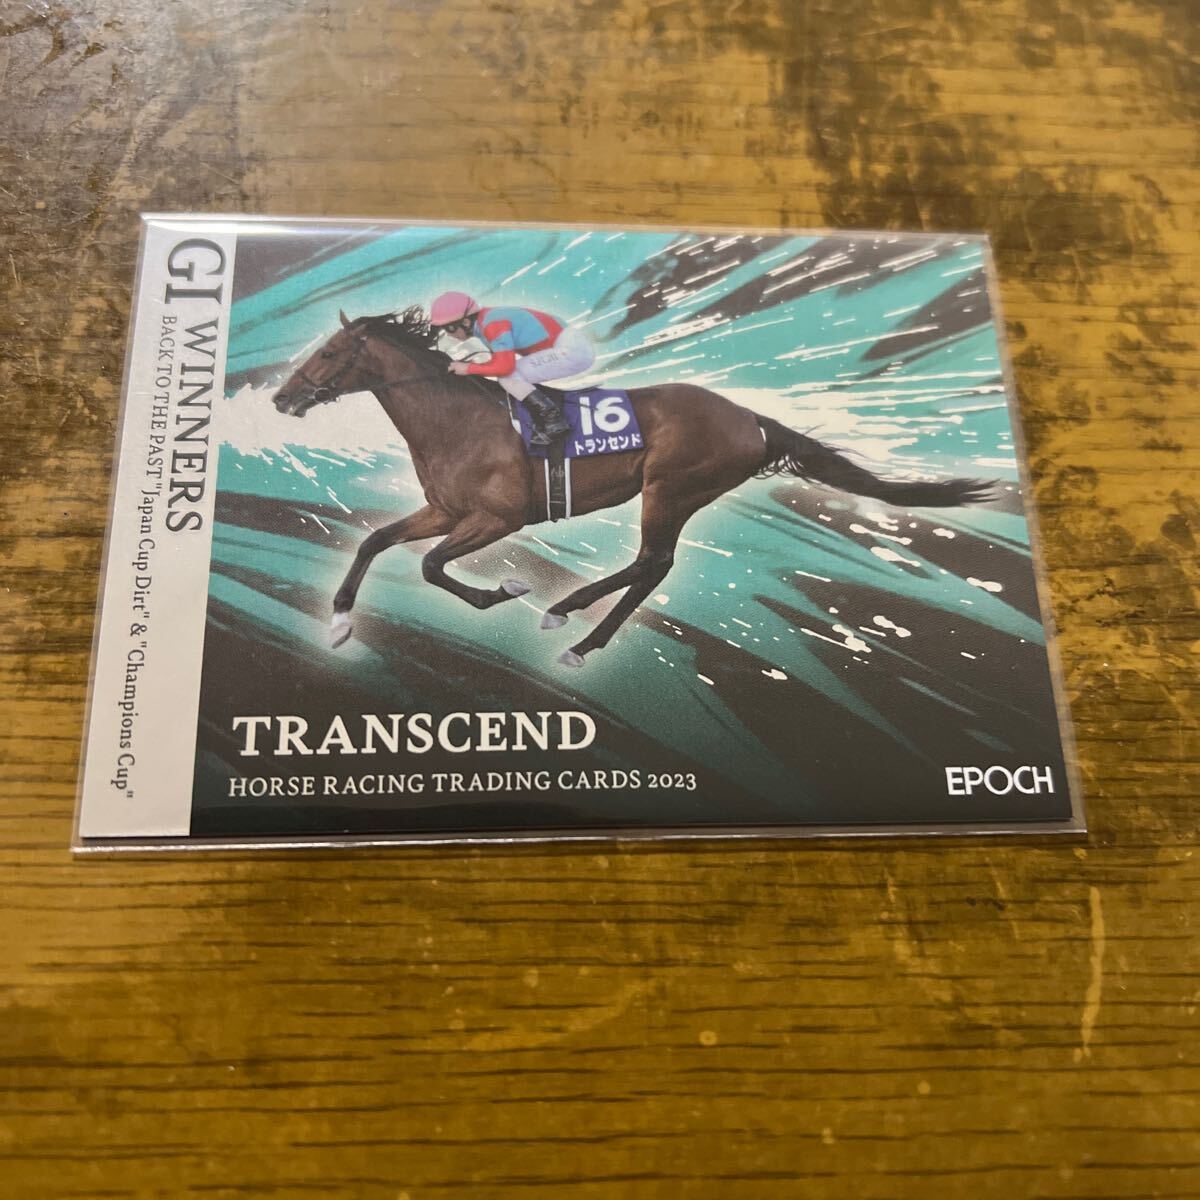 GI WINNERS
BACK TO THE PAST "Japan Cup Dirt" & "Champions Cup"
16
トランセンド
TRANSCEND
HORSE RACING TRADING CARDS 2023
EPOCH